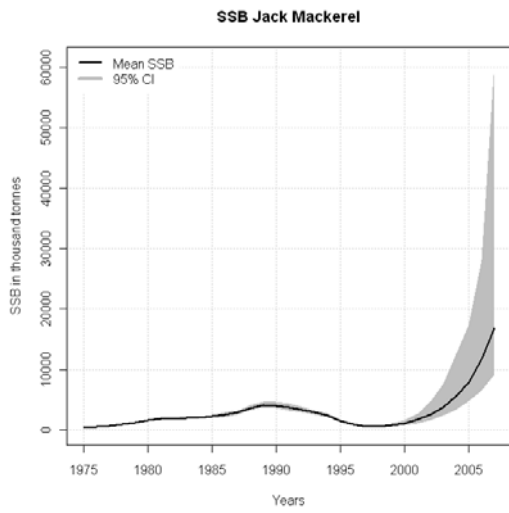 SSB Jack Mackerel
Mean SSB
95% CI
SSB in thousand tonnes
60000
50000
40000
30000
20000
10000
0
1975 1980 1985 1990 1995 2000 2005
Years